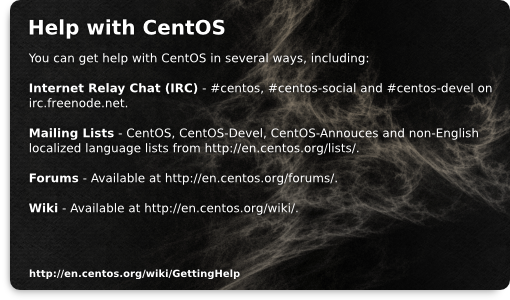 Help with CentOS
You can get help with CentOS in several ways, including:
Internet Relay Chat (IRC) - #centos, #centos-social and #centos-devel on
irc.freenode.net.
Mailing Lists - CentOS, CentOS-Devel, CentOS-Annouces and non-English
localized language lists from http://en.centos.org/lists/.
Forums - Available at http://en.centos.org/forums/.
Wiki - Available at http://en.centos.org/wiki/.
http://en.centos.org/wiki/GettingHelp